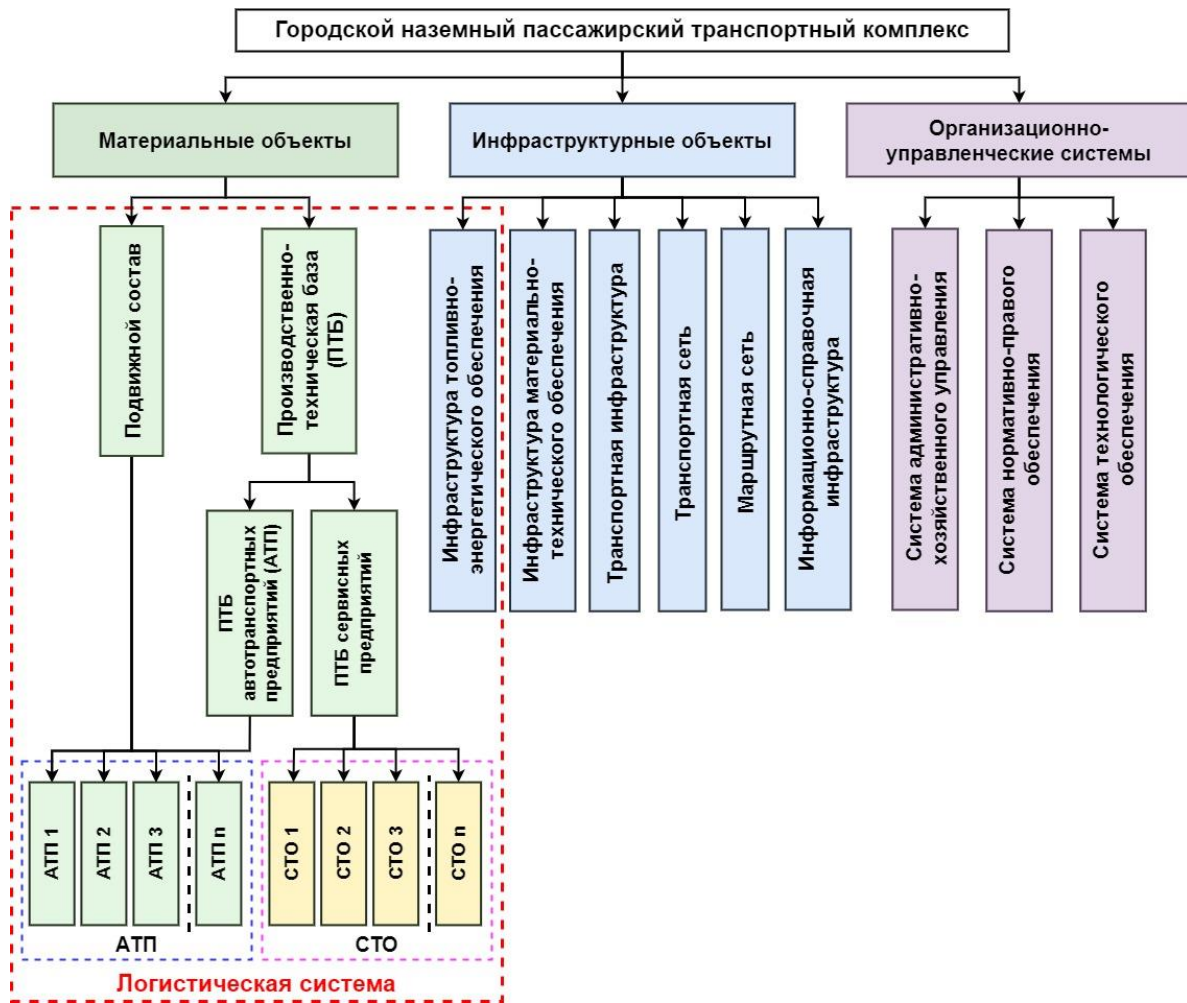 Городской наземный пассажирский транспортный комплекс
Материальные объекты
Инфраструктурные объекты
Организационно-
управленческие системы
Подвижной состав
Производственно-
техническая база
(ПТБ)
Инфраструктура топливно-
энергетического обеспечения
Инфраструктура материально-
технического обеспечения
Транспортная инфраструктура
Транспортная сеть
Маршрутная сеть
Информационно-справочная
инфраструктура
Система административно-
хозяйственного управления
Система нормативно-правого
обеспечения
Система технологического
обеспечения
ПТБ
автотранспортных
предприятий (АТП)
ПТБ сервисных
предприятий
АТП 1
АТП 2
АТП 3
АТП n
СТО 1
СТО 2
СТО 3
СТО n
АТП
СТО
Логистическая система